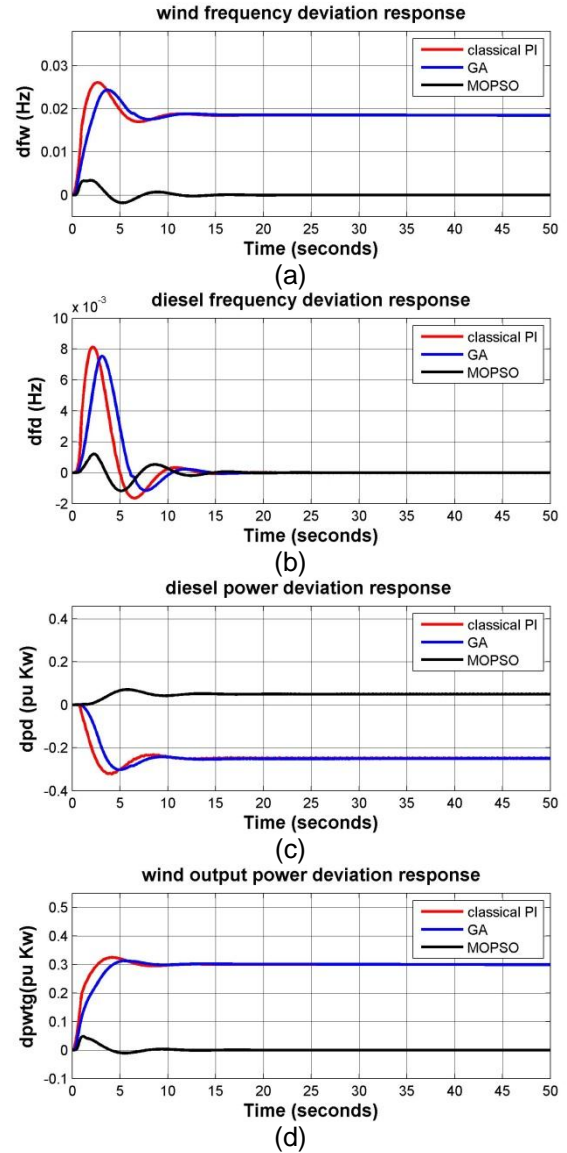 wind frequency deviation response
classical PI
GA
MOPSO
dfw (Hz)
0.03
0.02
0.01
0
0 5 10 15 20 25 30 35 40 45 50
Time (seconds)
(a)
diesel frequency deviation response
x 10-3
classical PI
GA
MOPSO
dfd (Hz)
10
8
6
4
2
0
-2
0 5 10 15 20 25 30 35 40 45 50
Time (seconds)
(b)
diesel power deviation response
classical PI
GA
MOPSO
dpd (pu Kw)
0.4
0.2
0
-0.2
-0.4
0 5 10 15 20 25 30 35 40 45 50
Time (seconds)
(c)
wind output power deviation response
classical PI
GA
MOPSO
dpwtg(pu Kw)
0.5
0.4
0.3
0.2
0.1
0
-0.1
0 5 10 15 20 25 30 35 40 45 50
Time (seconds)
(d)